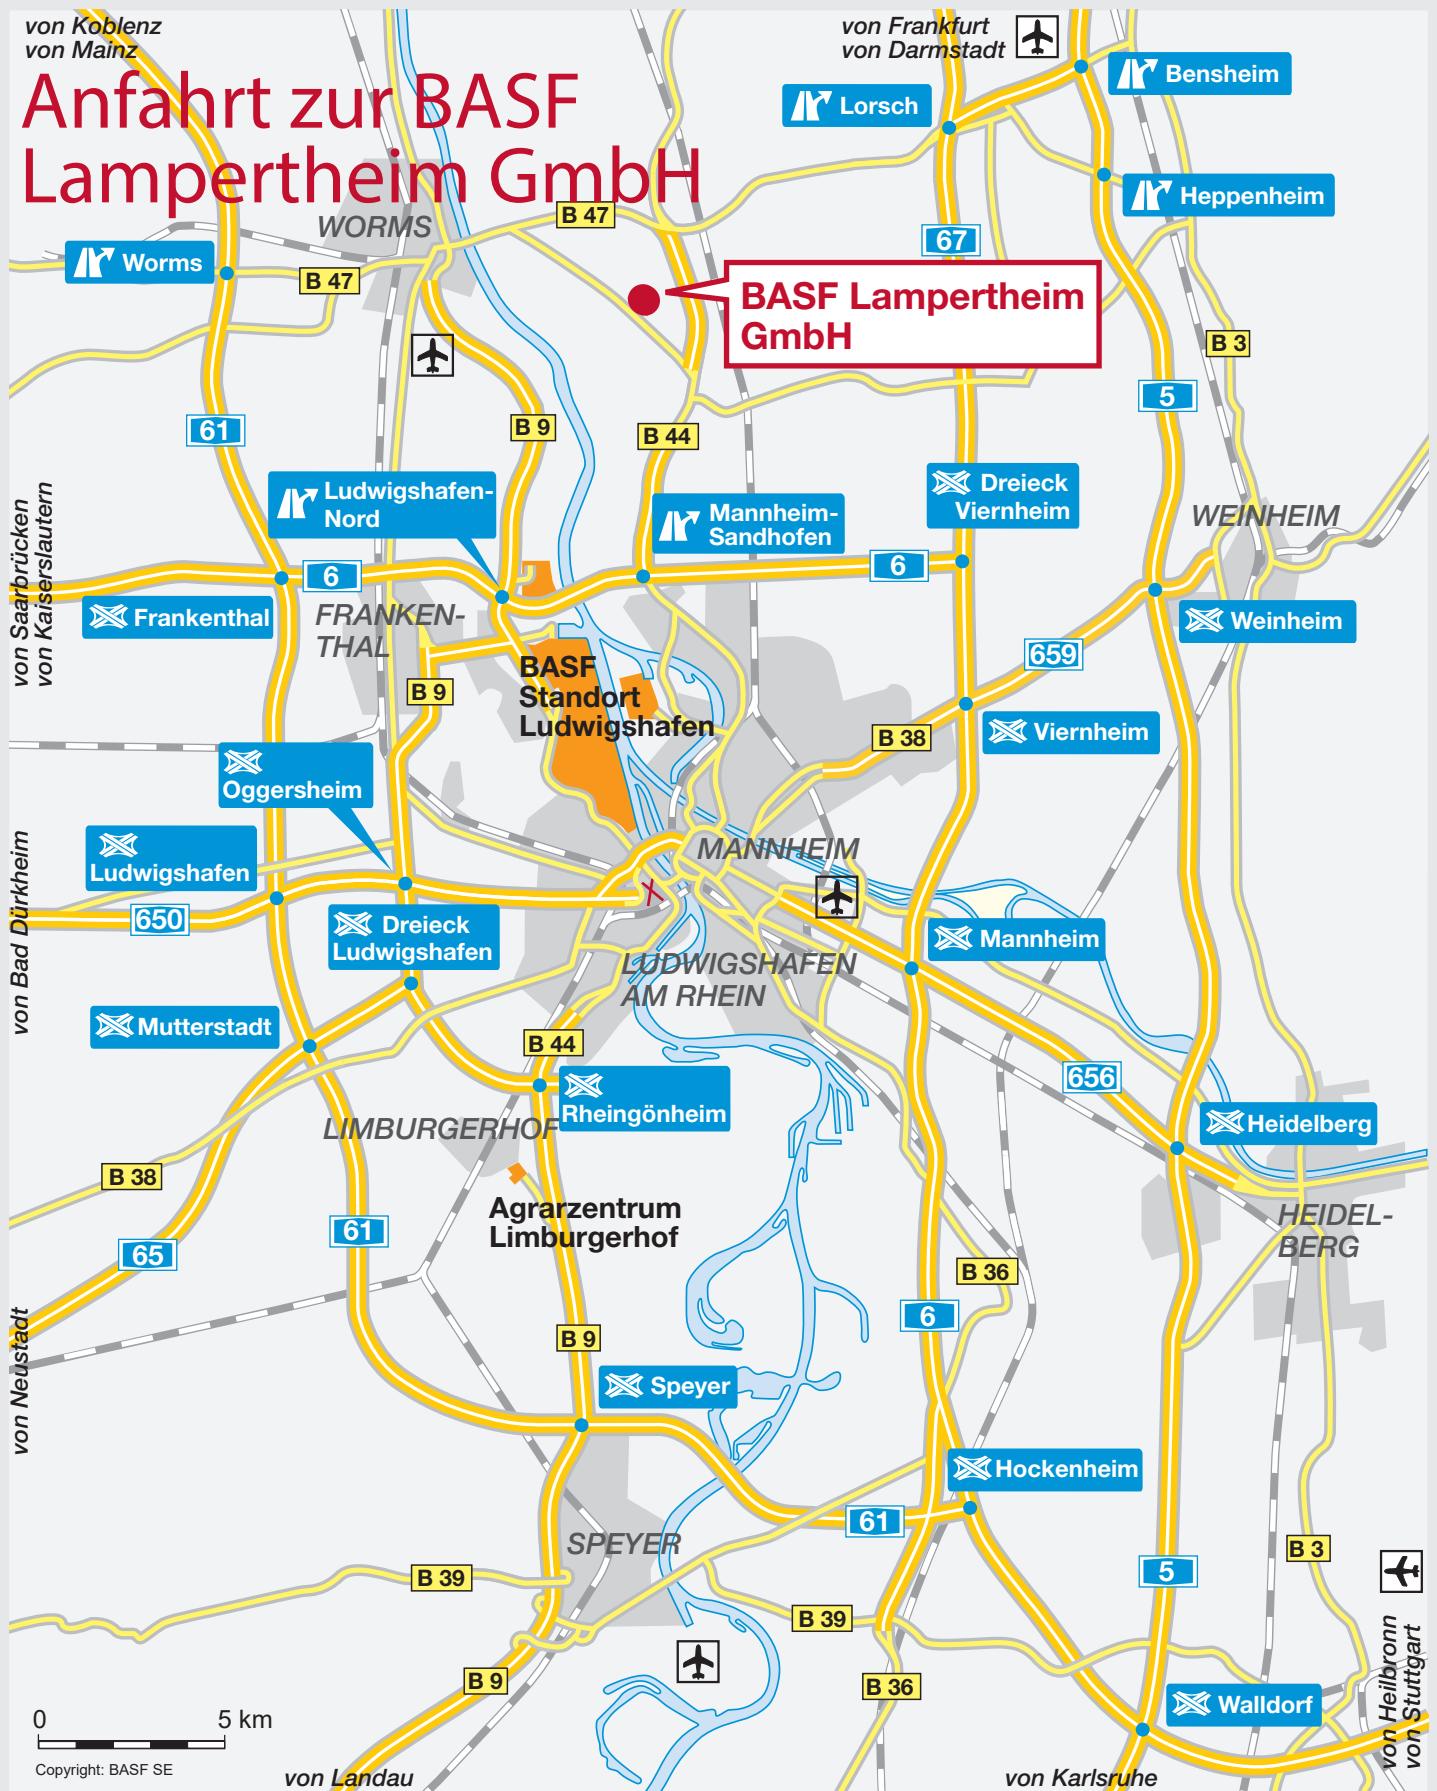 von Koblenz
von Mainz
von Frankfurt
von Darmstadt
Anfahrt zur BASF
Lampertheim GmbH
Bensheim
Lorsch
Heppenheim
WORMS
B 47
67
Worms
B 47
BASF Lampertheim
GmbH
B 3
5
61
B 9
B 44
Ludwigshafen-
Nord
Mannheim-
Sandhofen
Dreieck
Viernheim
WEINHEIM
von Saarbrücken
von Kaiserslautern
6
6
Frankenthal
FRANKEN-
THAL
Weinheim
659
BASF
Standort
Ludwigshafen
B 9
B 38
Viernheim
Oggersheim
Ludwigshafen
MANNHEIM
von Bad Dürkheim
650
Dreieck
Ludwigshafen
Mannheim
LUDWIGSHAFEN
AM RHEIN
Mutterstadt
B 44
656
Rheingönheim
LIMBURGERHOF
Heidelberg
B 38
Agrarzentrum
Limburgerhof
HEIDEL-
BERG
61
65
B 36
6
von Neustadt
B 9
Speyer
Hockenheim
61
SPEYER
B 3
B 39
5
B 39
B 9
B 36
von Heilbronn
von Stuttgart
Walldorf
0 5 km
Copyright: BASF SE
von Landau
von Karlsruhe